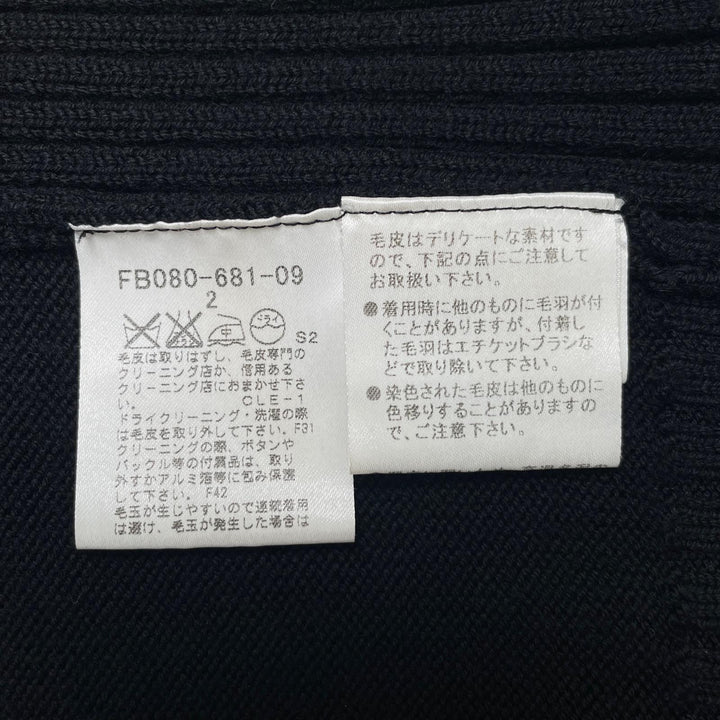 FB080-681-09
2
ドライ
S2
毛皮は取りはずし、毛皮専門の
クリーニング店か、信用ある
クリーニング店におまかせ下さ
い。 CLE-1
ドライクリーニング・洗濯の際
は毛皮を取り外して下さい。F31
クリーニングの際、ボタンや
バックル等の付属品は、取り
外すかアルミ箔等に包み保護
して下さい。 F42
毛玉が生じやすいので連続着用
は避け、毛玉が発生した場合は
毛皮はデリケートな素材です
ので、下記の点にご注意して
お取扱い下さい。
●着用時に他のものに毛羽が付
くことがありますが、付着し
た毛羽はエチケットブラシな
どで取り除いて下さい。
●染色された毛皮は他のものに
色移りすることがありますの
で、ご注意下さい。